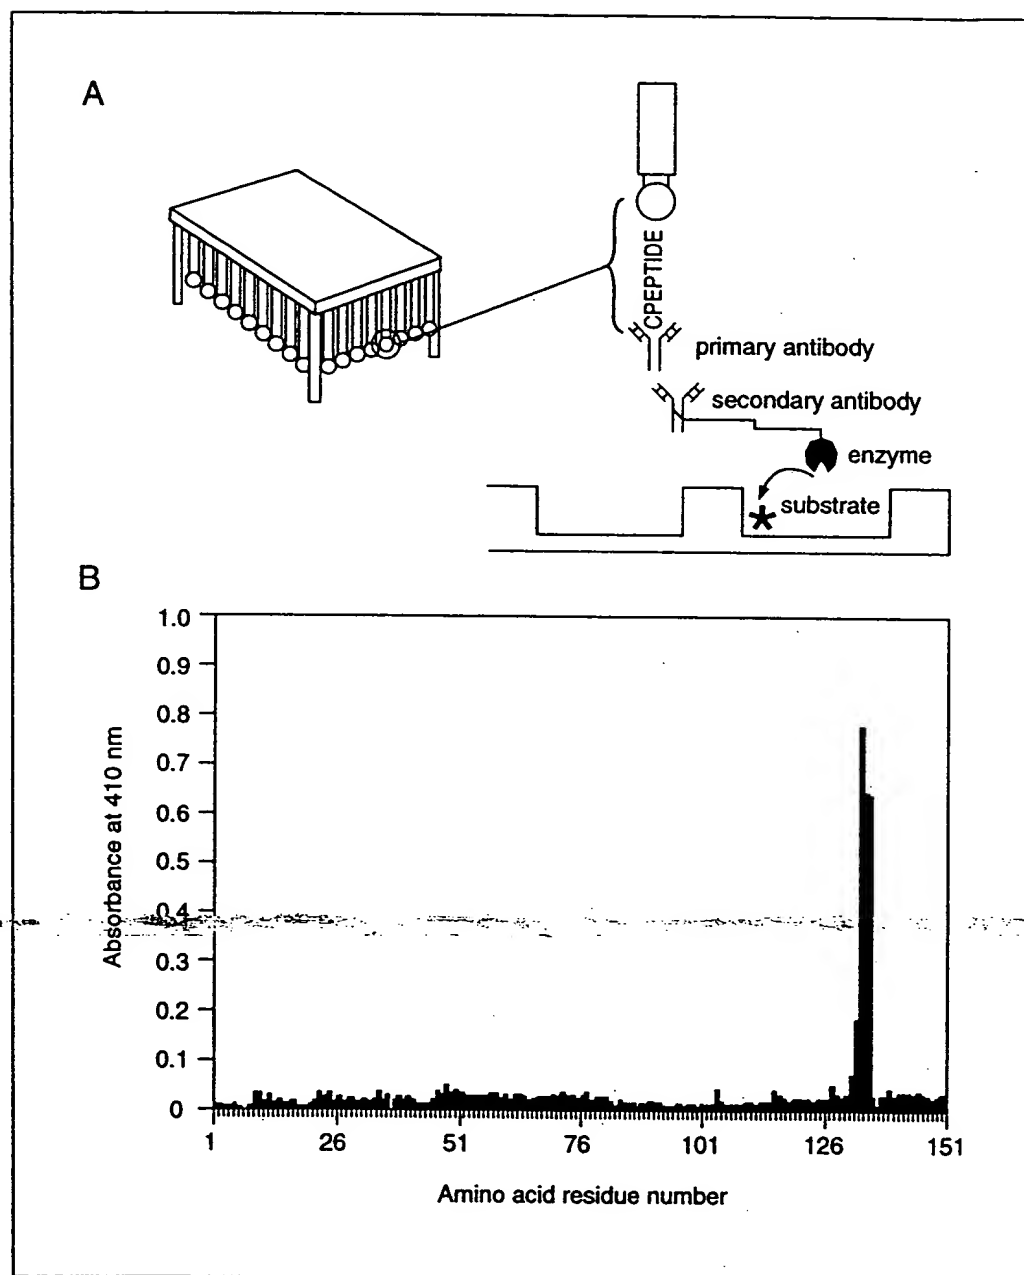 A
CPEPTIDE
primary antibody
secondary antibody
enzyme
substrate
B
1.0
0.9
0.8
0.7
0.6
0.5
0.4
0.3
0.2
0.1
0
Absorbance at 410 nm
1 26 51 76 101 126 151
Amino acid residue number